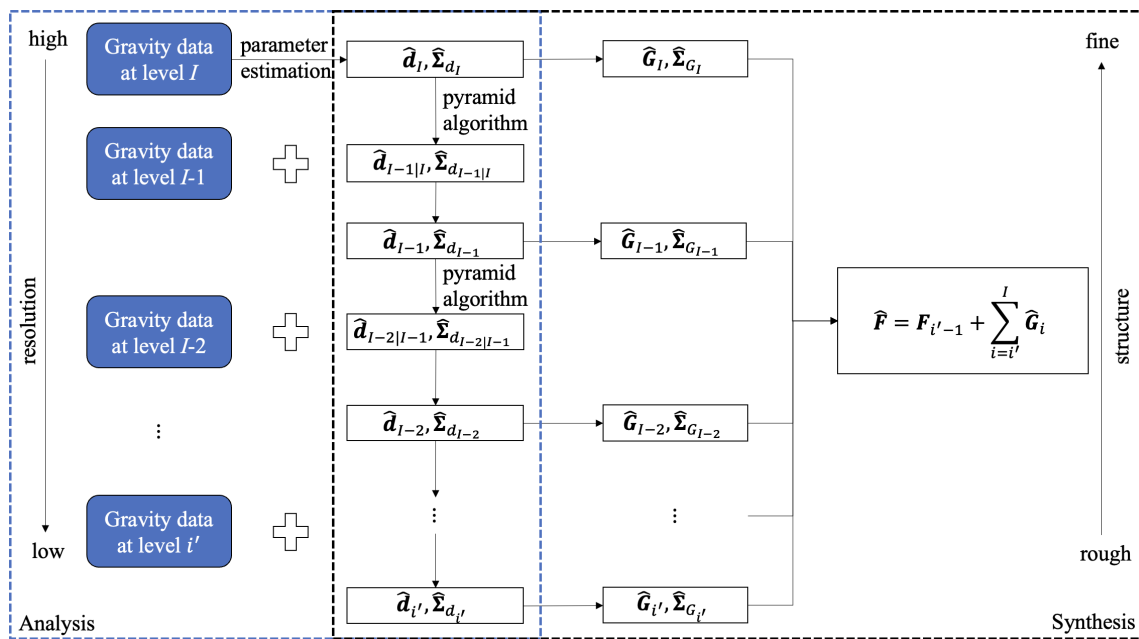 high
Gravity data
at level I
parameter
estimation
d̂_I, Σ̂_{d_I}
Ĝ_I, Σ̂_{G_I}
fine
pyramid
algorithm
Gravity data
at level I-1
d̂_{I−1|I}, Σ̂_{d_{I−1|I}}
d̂_{I−1}, Σ̂_{d_{I−1}}
Ĝ_{I−1}, Σ̂_{G_{I−1}}
pyramid
algorithm
resolution
Gravity data
at level I-2
d̂_{I−2|I−1}, Σ̂_{d_{I−2|I−1}}
F̂ = F_{i′−1} + ∑_{i=i′}^{I} Ĝ_i
structure
d̂_{I−2}, Σ̂_{d_{I−2}}
Ĝ_{I−2}, Σ̂_{G_{I−2}}
⋮
Gravity data
at level i′
⋮
⋮
low
rough
d̂_{i′}, Σ̂_{d_{i′}}
Ĝ_{i′}, Σ̂_{G_{i′}}
Analysis
Synthesis